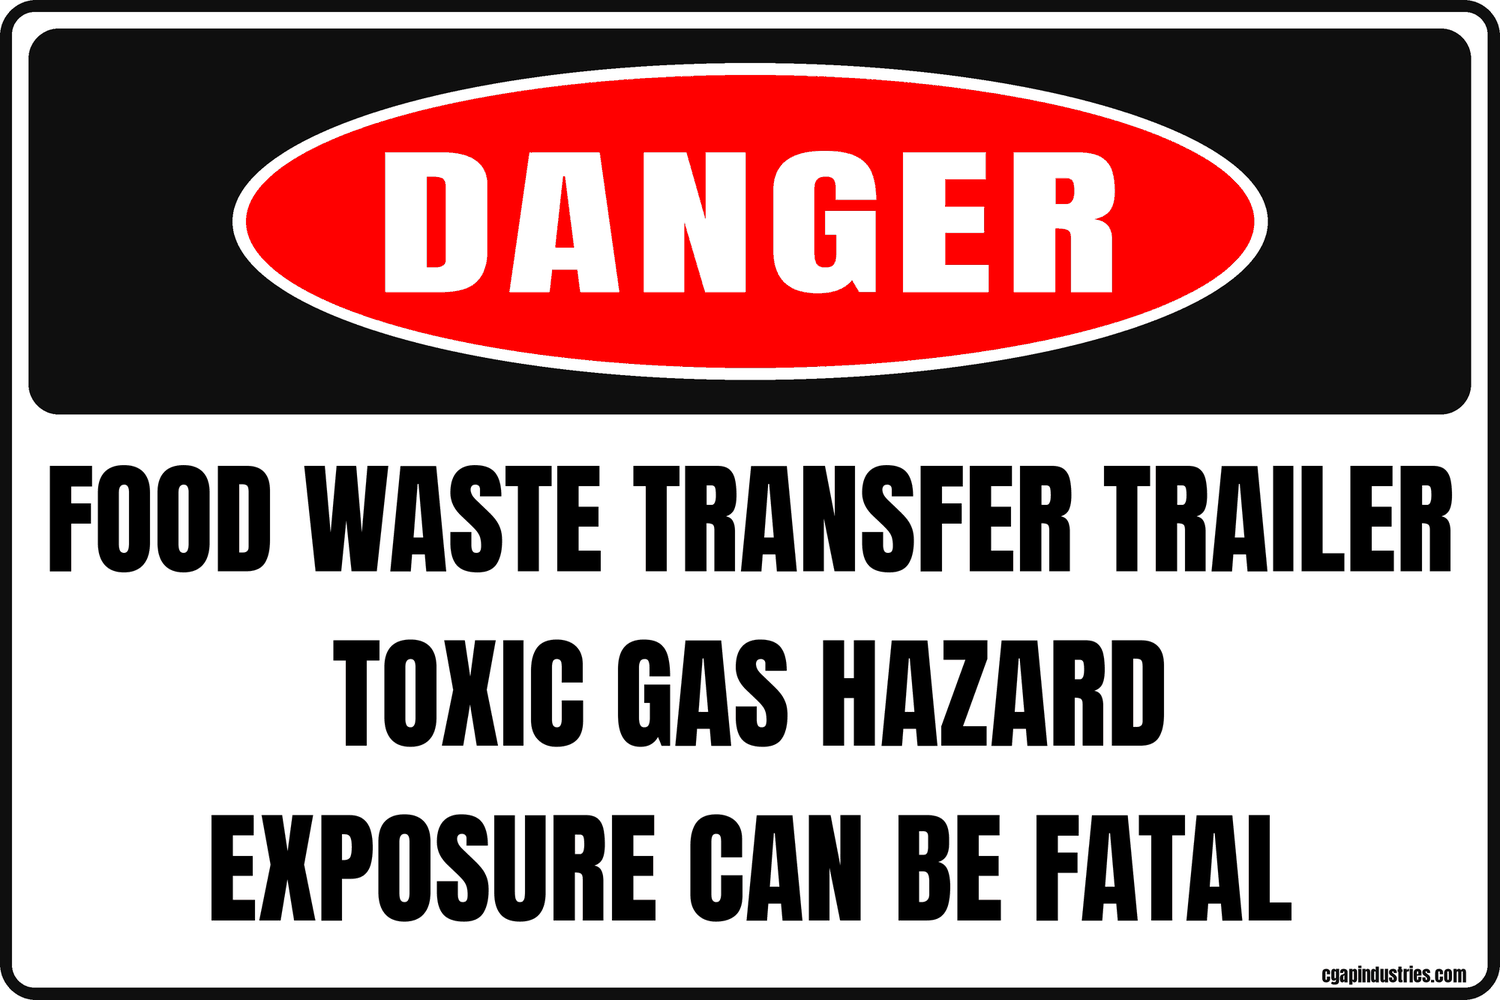 DANGER
FOOD WASTE TRANSFER TRAILER
TOXIC GAS HAZARD
EXPOSURE CAN BE FATAL
cgapindustries.com